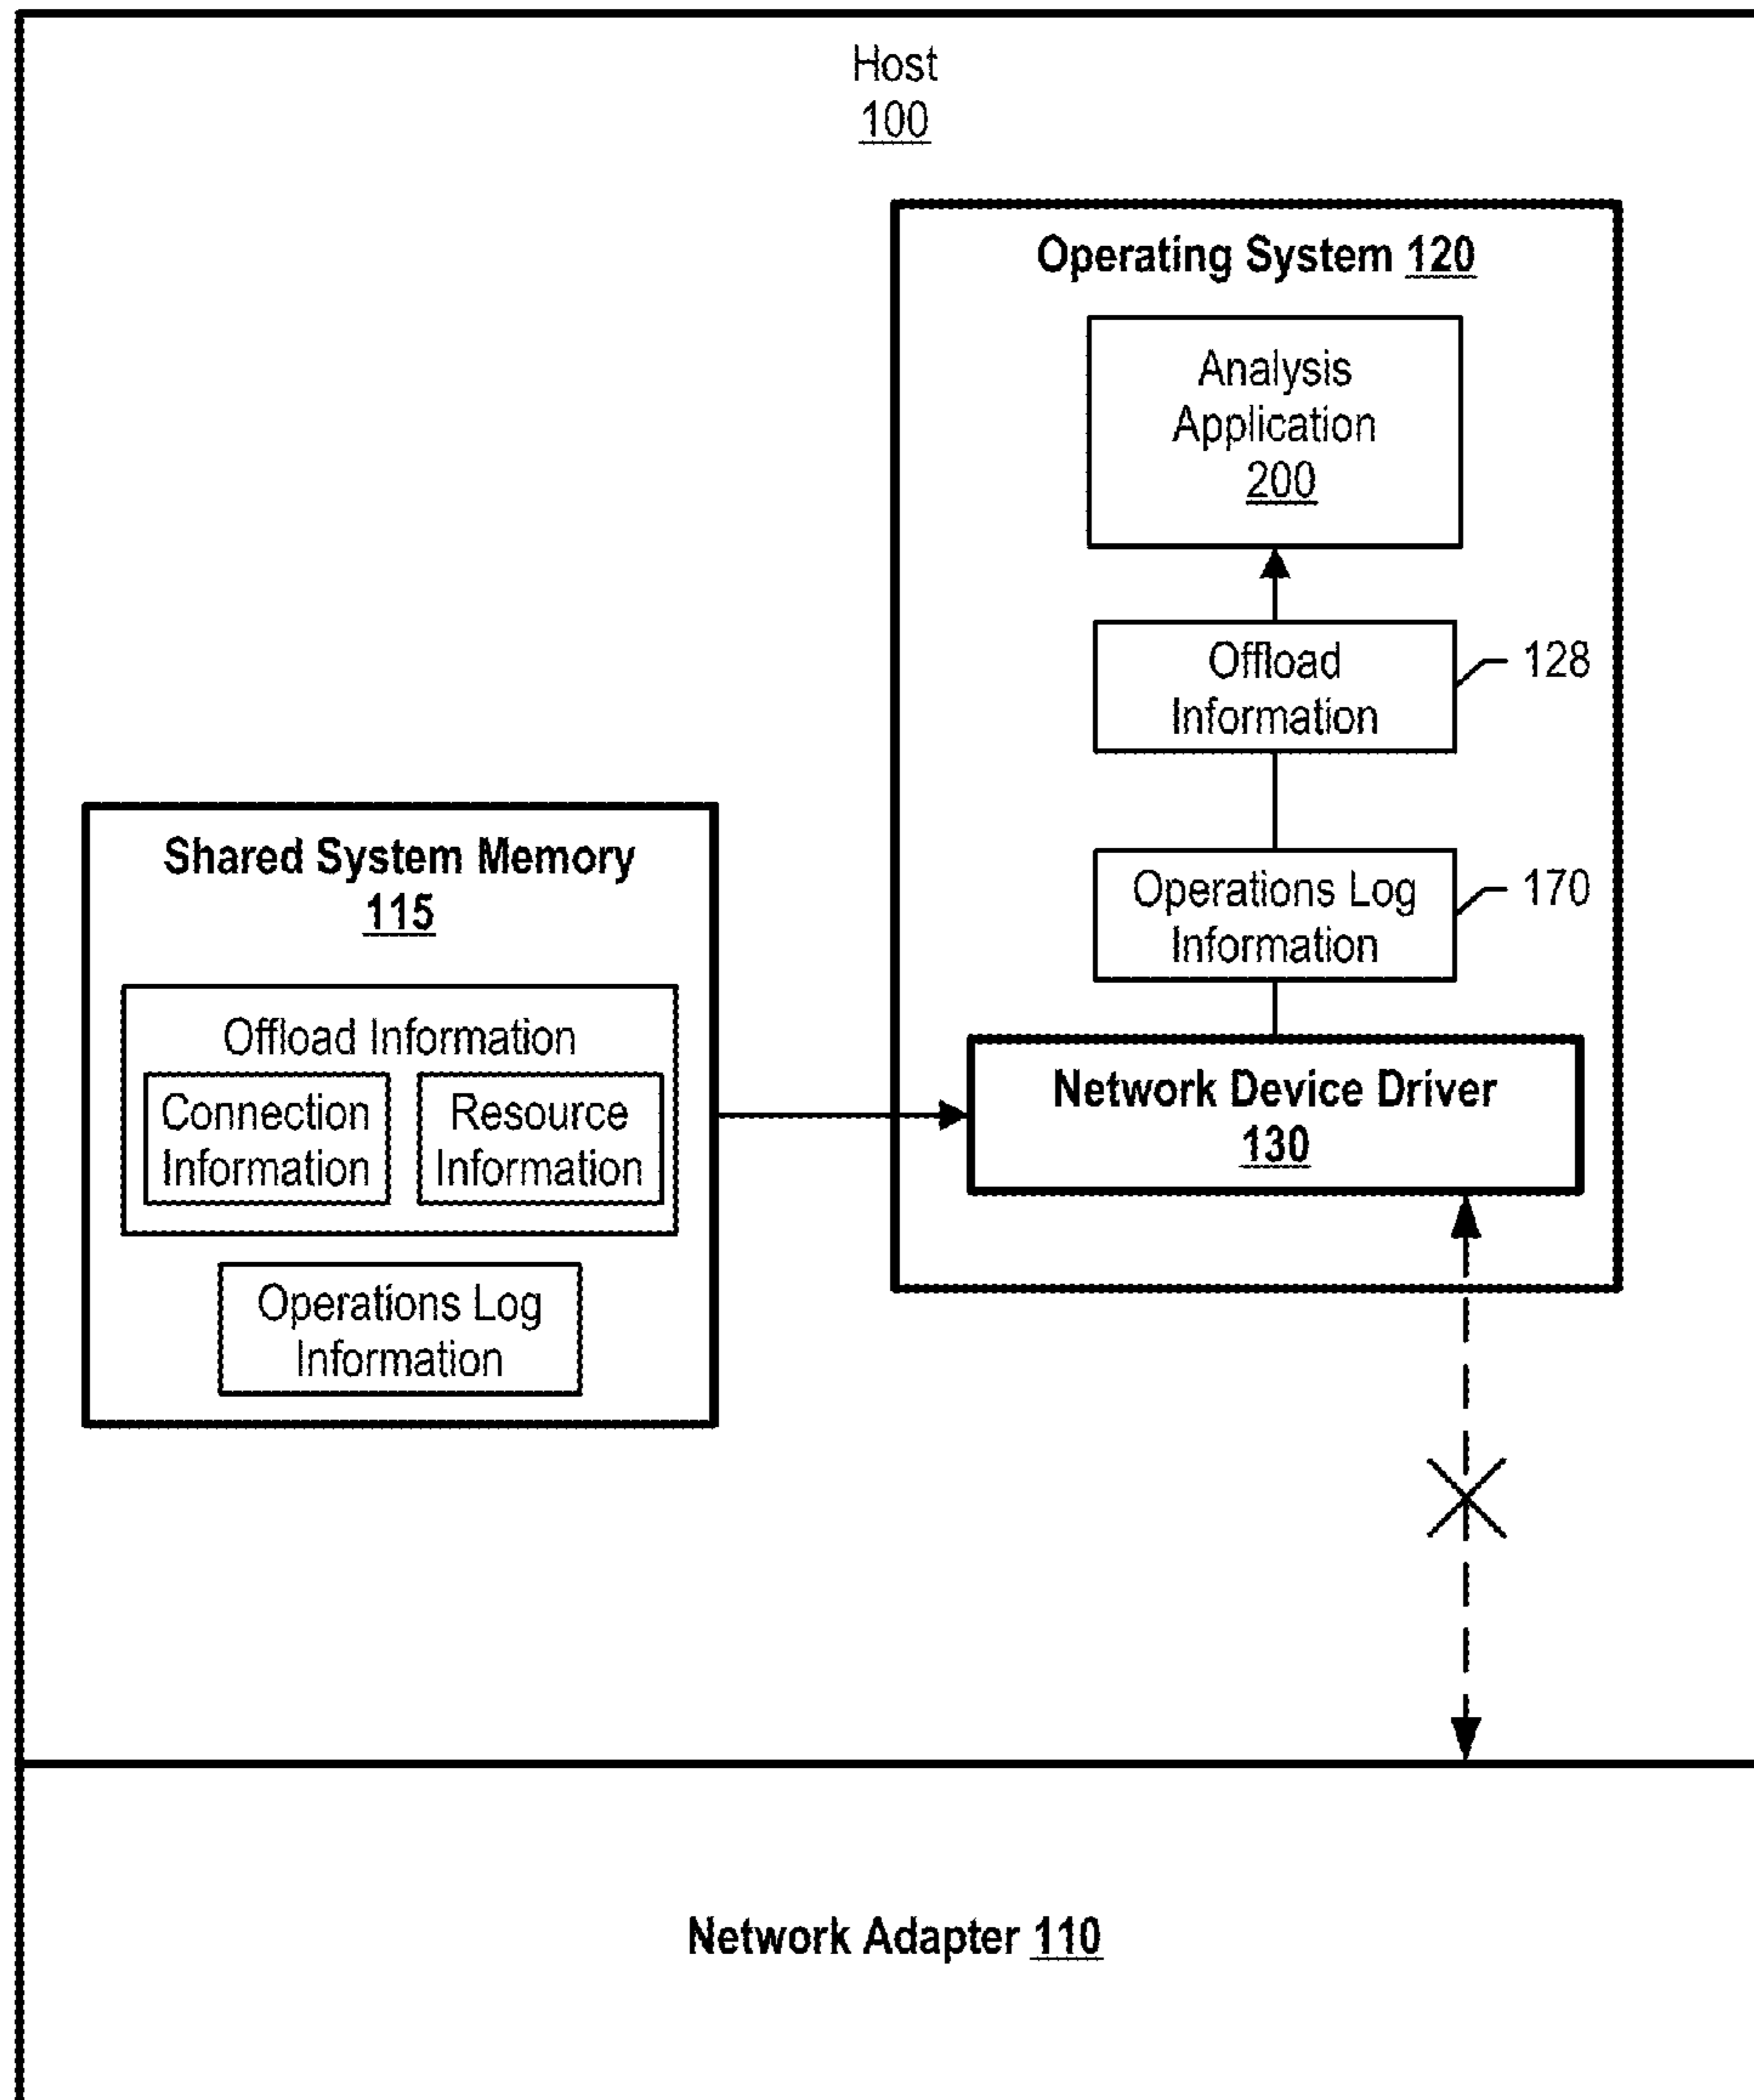 Host
100
Operating System 120
Analysis
Application
200
Offload
Information
128
Operations Log
Information
170
Network Device Driver
130
Shared System Memory
115
Offload Information
Connection
Information
Resource
Information
Operations Log
Information
Network Adapter 110